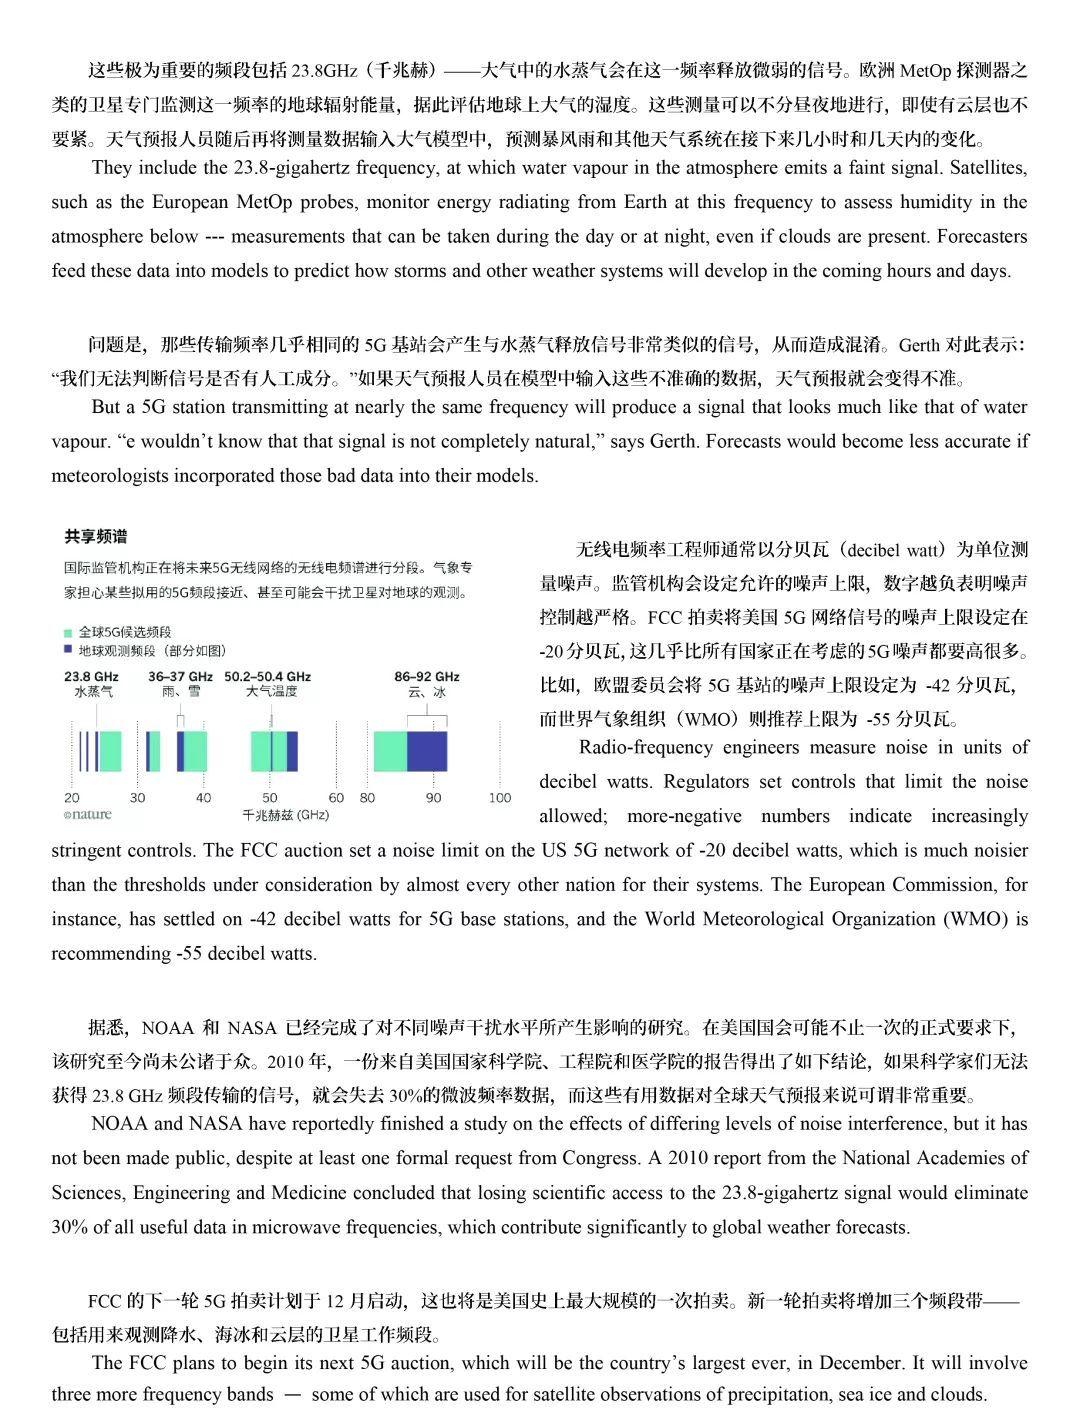 这些极为重要的频段包括 23.8GHz（千兆赫）——大气中的水蒸气会在这一频率释放微弱的信号。欧洲 MetOp 探测器之
类的卫星专门监测这一频率的地球辐射能量，据此评估地球上大气的湿度。这些测量可以不分昼夜地进行，即使有云层也不
要紧。天气预报人员随后再将测量数据输入大气模型中，预测暴风雨和其他天气系统在接下来几小时和几天内的变化。
They include the 23.8-gigahertz frequency, at which water vapour in the atmosphere emits a faint signal. Satellites,
such as the European MetOp probes, monitor energy radiating from Earth at this frequency to assess humidity in the
atmosphere below --- measurements that can be taken during the day or at night, even if clouds are present. Forecasters
feed these data into models to predict how storms and other weather systems will develop in the coming hours and days.
问题是，那些传输频率几乎相同的 5G 基站会产生与水蒸气释放信号非常类似的信号，从而造成混淆。Gerth 对此表示：
“我们无法判断信号是否有人工成分。”如果天气预报人员在模型中输入这些不准确的数据，天气预报就会变得不准。
But a 5G station transmitting at nearly the same frequency will produce a signal that looks much like that of water
vapour. “e wouldn’t know that that signal is not completely natural,” says Gerth. Forecasts would become less accurate if
meteorologists incorporated those bad data into their models.
共享频谱
国际监管机构正在将未来5G无线网络的无线电频谱进行分段。气象专
家担心某些拟用的5G频段接近、甚至可能会干扰卫星对地球的观测。
全球5G候选频段
地球观测频段（部分如图）
23.8 GHz 36–37 GHz 50.2–50.4 GHz 86–92 GHz
水蒸气 雨、雪 大气温度 云、冰
20 30 40 50 60 80 90 100
©nature 千兆赫兹 (GHz)
无线电频率工程师通常以分贝瓦（decibel watt）为单位测
量噪声。监管机构会设定允许的噪声上限，数字越负表明噪声
控制越严格。FCC 拍卖将美国 5G 网络信号的噪声上限设定在
-20 分贝瓦, 这几乎比所有国家正在考虑的 5G 噪声都要高很多。
比如，欧盟委员会将 5G 基站的噪声上限设定为 -42 分贝瓦，
而世界气象组织（WMO）则推荐上限为 -55 分贝瓦。
Radio-frequency engineers measure noise in units of
decibel watts. Regulators set controls that limit the noise
allowed; more-negative numbers indicate increasingly
stringent controls. The FCC auction set a noise limit on the US 5G network of -20 decibel watts, which is much noisier
than the thresholds under consideration by almost every other nation for their systems. The European Commission, for
instance, has settled on -42 decibel watts for 5G base stations, and the World Meteorological Organization (WMO) is
recommending -55 decibel watts.
据悉，NOAA 和 NASA 已经完成了对不同噪声干扰水平所产生影响的研究。在美国国会可能不止一次的正式要求下，
该研究至今尚未公诸于众。2010 年，一份来自美国国家科学院、工程院和医学院的报告得出了如下结论，如果科学家们无法
获得 23.8 GHz 频段传输的信号，就会失去 30%的微波频率数据，而这些有用数据对全球天气预报来说可谓非常重要。
NOAA and NASA have reportedly finished a study on the effects of differing levels of noise interference, but it has
not been made public, despite at least one formal request from Congress. A 2010 report from the National Academies of
Sciences, Engineering and Medicine concluded that losing scientific access to the 23.8-gigahertz signal would eliminate
30% of all useful data in microwave frequencies, which contribute significantly to global weather forecasts.
FCC 的下一轮 5G 拍卖计划于 12 月启动，这也将是美国史上最大规模的一次拍卖。新一轮拍卖将增加三个频段带——
包括用来观测降水、海冰和云层的卫星工作频段。
The FCC plans to begin its next 5G auction, which will be the country’s largest ever, in December. It will involve
three more frequency bands — some of which are used for satellite observations of precipitation, sea ice and clouds.